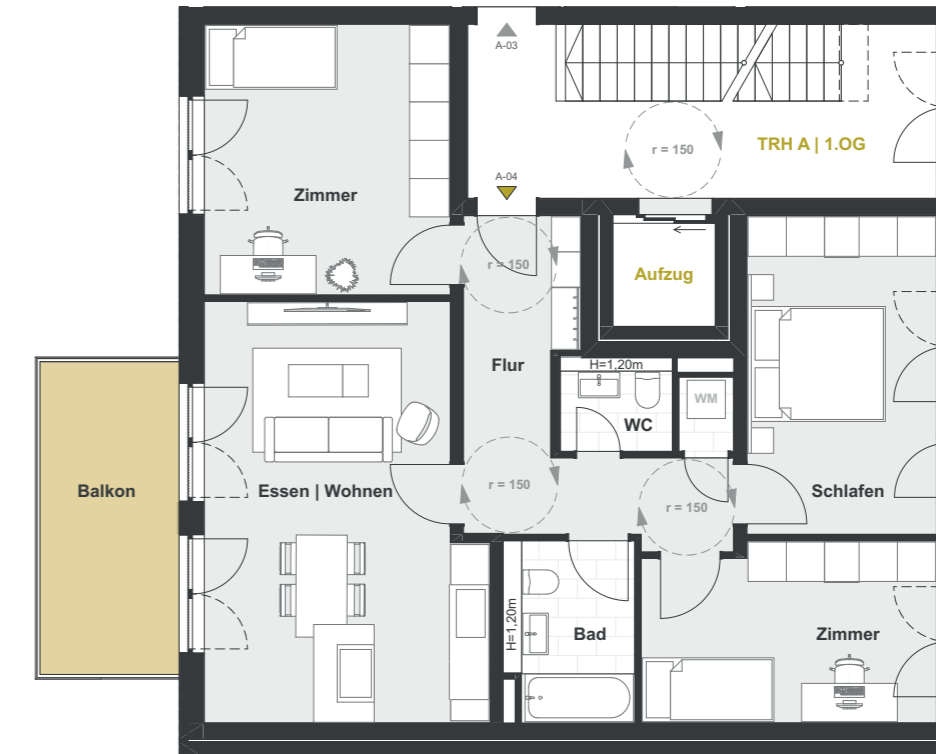 A-03
r = 150
TRH A | 1.OG
A-04
Zimmer
r = 150
Aufzug
Flur
H=1,20m
WM
WC
Balkon
Essen | Wohnen
r = 150
r = 150
Schlafen
H=1,20m
Bad
Zimmer